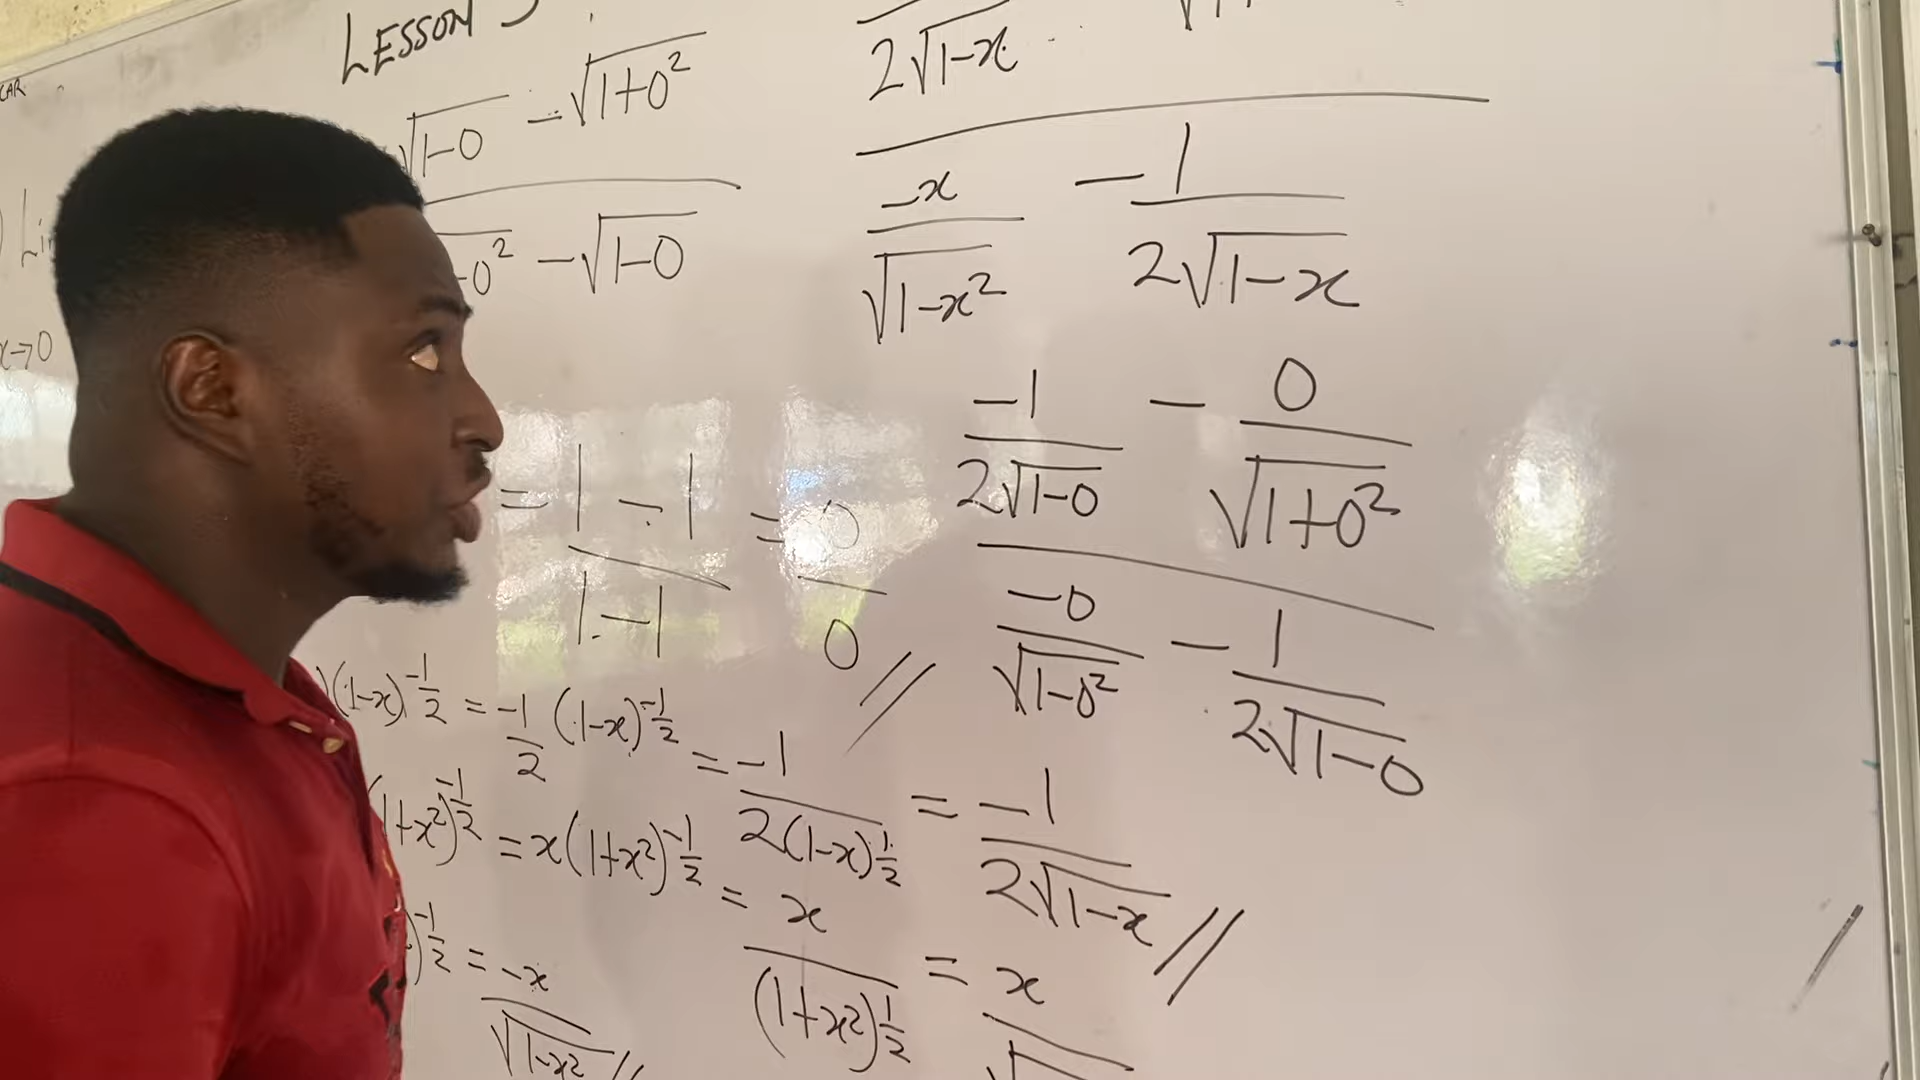 LESSON
CAR
√1-0 - √1+0²
-0² - √1-0
x→0
= 1 - 1 = 0
1 - 1 0 //
(1-x)^-1/2 = -1/2 (1-x)^-1/2 = -1 / 2(1-x)^1/2 = -1 / 2√1-x //
1+x²)^-1/2 = x(1+x²)^-1/2 = x / (1+x²)^1/2 = x
)^-1/2 = -x / √1-x² //
2√1-x
-x / √1-x² - 1 / 2√1-x
-1 / 2√1-0 - 0 / √1+0²
-0 / √1-0² - 1 / 2√1-0